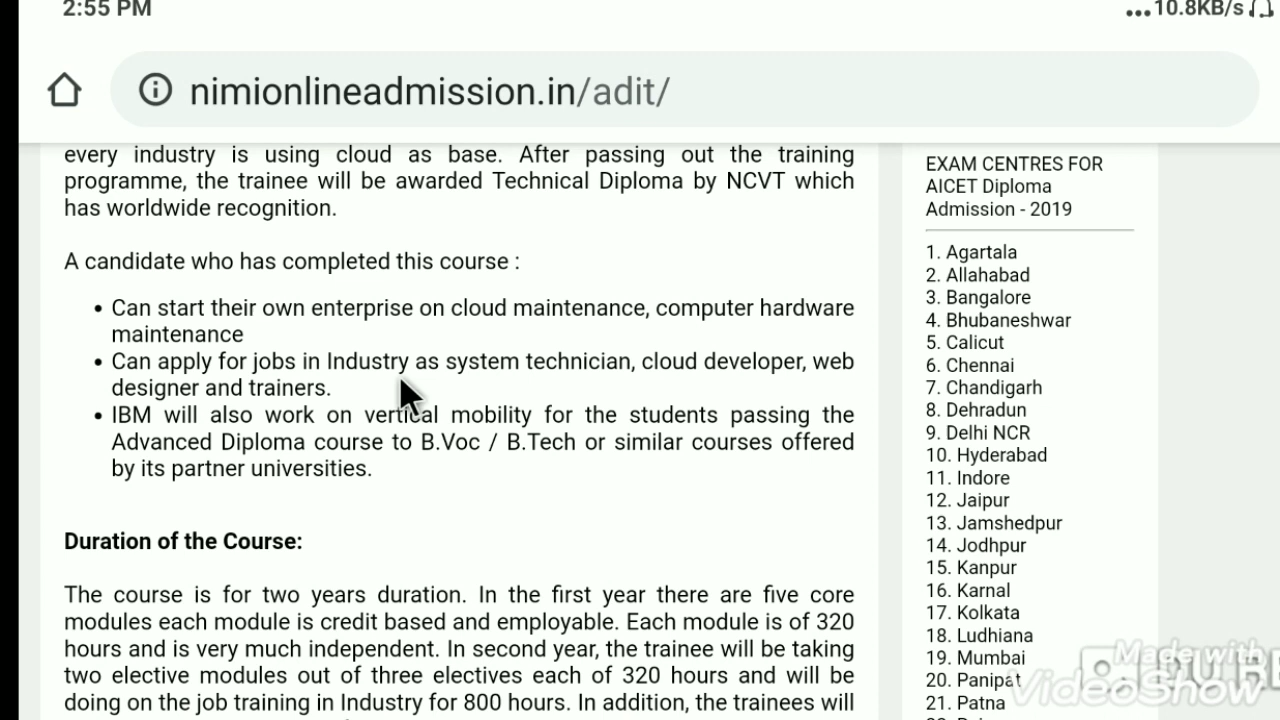 2:55 PM
...10.8KB/s
nimionlineadmission.in/adit/
every industry is using cloud as base. After passing out the training
programme, the trainee will be awarded Technical Diploma by NCVT which
has worldwide recognition.
A candidate who has completed this course :
• Can start their own enterprise on cloud maintenance, computer hardware
maintenance
• Can apply for jobs in Industry as system technician, cloud developer, web
designer and trainers.
• IBM will also work on vertical mobility for the students passing the
Advanced Diploma course to B.Voc / B.Tech or similar courses offered
by its partner universities.
Duration of the Course:
The course is for two years duration. In the first year there are five core
modules each module is credit based and employable. Each module is of 320
hours and is very much independent. In second year, the trainee will be taking
two elective modules out of three electives each of 320 hours and will be
doing on the job training in Industry for 800 hours. In addition, the trainees will
EXAM CENTRES FOR
AICET Diploma
Admission - 2019
1. Agartala
2. Allahabad
3. Bangalore
4. Bhubaneshwar
5. Calicut
6. Chennai
7. Chandigarh
8. Dehradun
9. Delhi NCR
10. Hyderabad
11. Indore
12. Jaipur
13. Jamshedpur
14. Jodhpur
15. Kanpur
16. Karnal
17. Kolkata
18. Ludhiana
19. Mumbai
20. Panipat
21. Patna
Made with
VideoShow